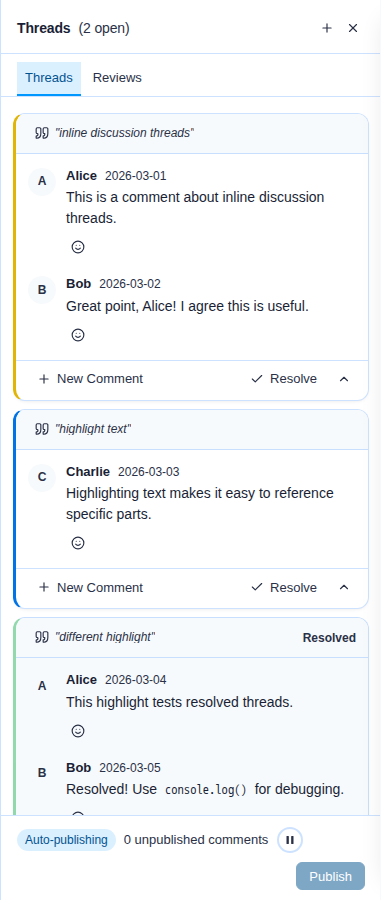 Threads (2 open)
Threads Reviews
"inline discussion threads"
A Alice 2026-03-01
This is a comment about inline discussion
threads.
B Bob 2026-03-02
Great point, Alice! I agree this is useful.
New Comment Resolve
"highlight text"
C Charlie 2026-03-03
Highlighting text makes it easy to reference
specific parts.
New Comment Resolve
"different highlight" Resolved
A Alice 2026-03-04
This highlight tests resolved threads.
B Bob 2026-03-05
Resolved! Use console.log() for debugging.
Auto-publishing 0 unpublished comments
Publish